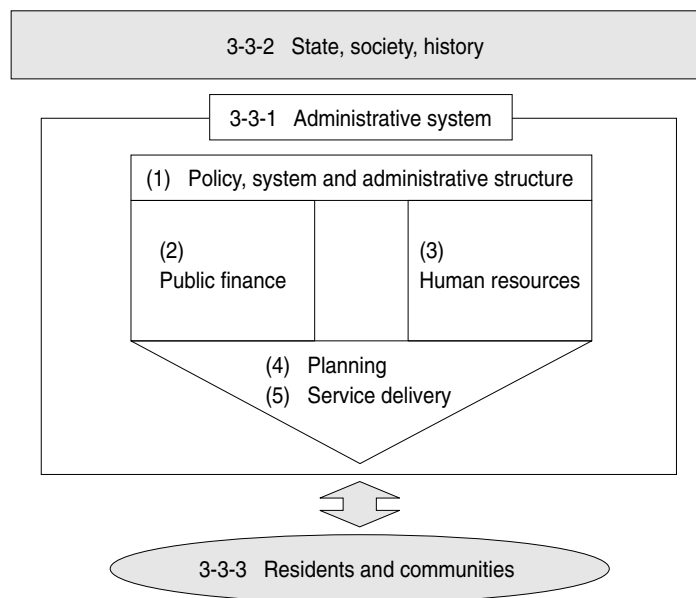 3-3-2 State, society, history
3-3-1 Administrative system
(1) Policy, system and administrative structure
(2)
Public finance
(3)
Human resources
(4) Planning
(5) Service delivery
3-3-3 Residents and communities